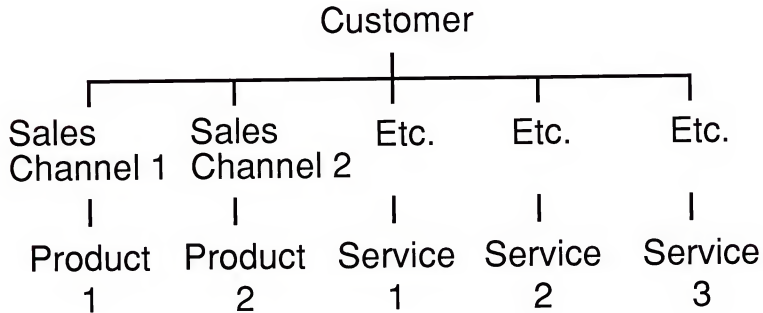 Customer
Sales Sales Etc. Etc. Etc.
Channel 1 Channel 2
Product Product Service Service Service
1 2 1 2 3